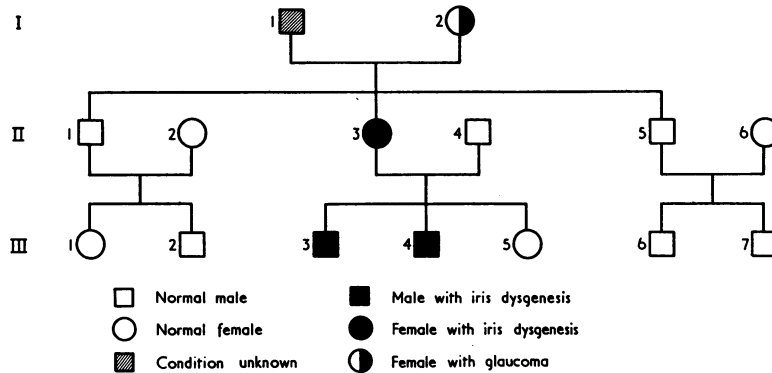 I 1 2
II 1 2 3 4 5 6
III 1 2 3 4 5 6 7
Normal male Male with iris dysgenesis
Normal female Female with iris dysgenesis
Condition unknown Female with glaucoma